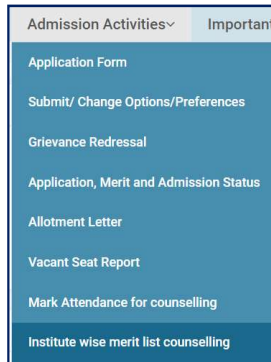 Admission Activities Important
Application Form
Submit/ Change Options/Preferences
Grievance Redressal
Application, Merit and Admission Status
Allotment Letter
Vacant Seat Report
Mark Attendance for counselling
Institute wise merit list counselling